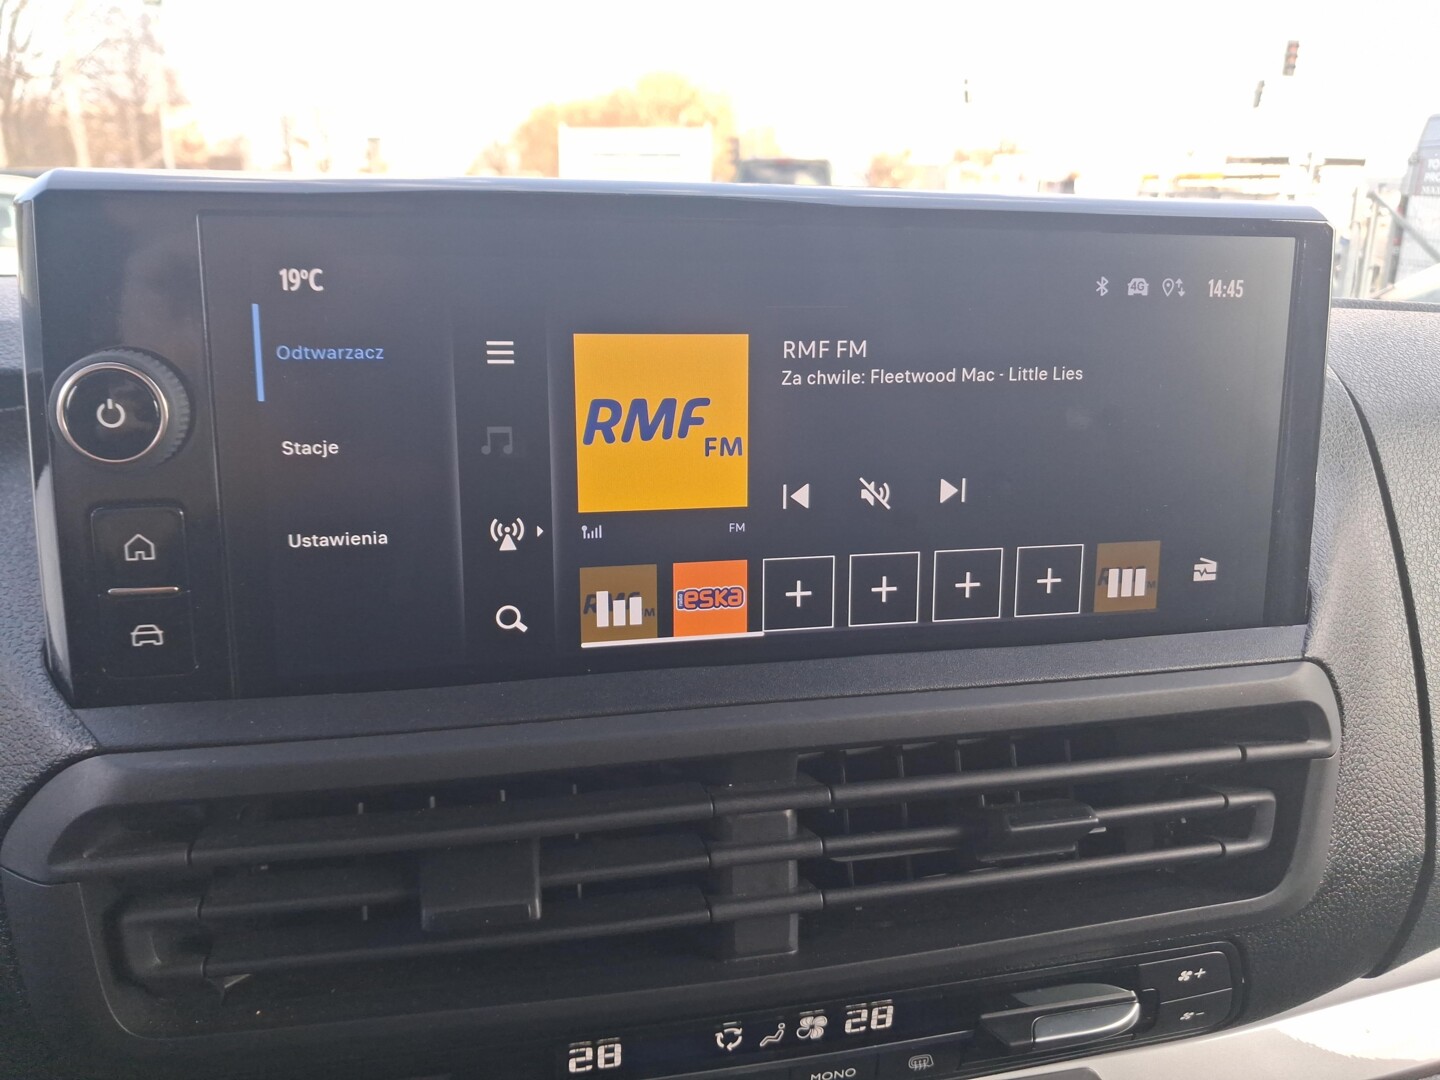 19°C
4G
14:45
Odtwarzacz
Stacje
Ustawienia
RMF FM
RMF FM
Za chwile: Fleetwood Mac - Little Lies
FM
eska
28
28
MONO